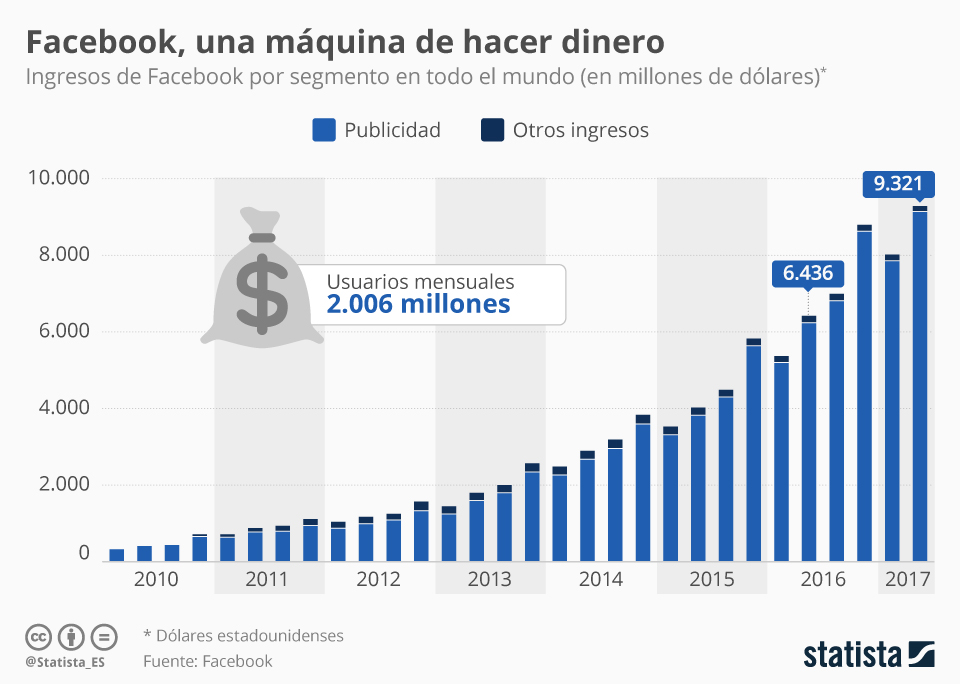 Facebook, una máquina de hacer dinero
Ingresos de Facebook por segmento en todo el mundo (en millones de dólares)*
Publicidad
Otros ingresos
10.000
8.000
6.000
4.000
2.000
0
$
Usuarios mensuales
2.006 millones
6.436
9.321
2010 2011 2012 2013 2014 2015 2016 2017
cc
@Statista_ES
* Dólares estadounidenses
Fuente: Facebook
statista